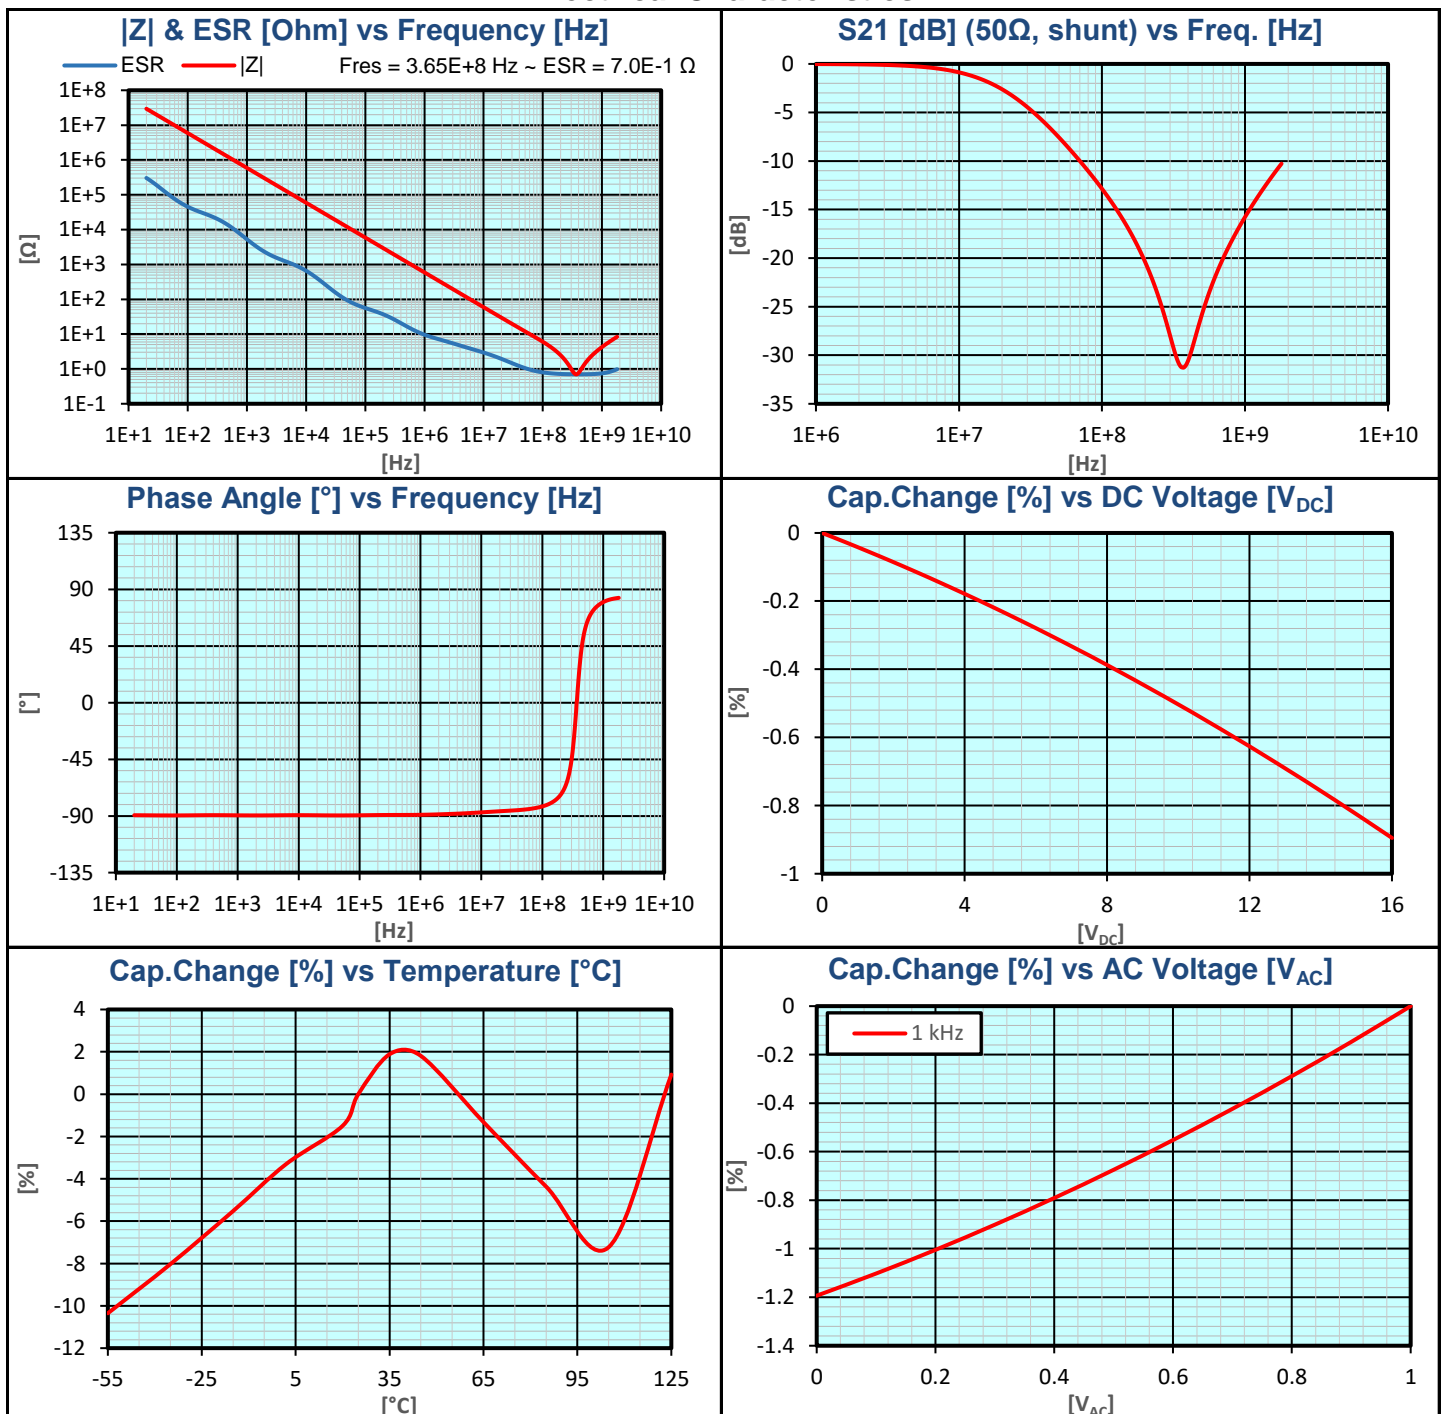 |Z| & ESR [Ohm] vs Frequency [Hz]
ESR |Z| Fres = 3.65E+8 Hz ~ ESR = 7.0E-1 Ω
1E+8
1E+7
1E+6
1E+5
1E+4
1E+3
1E+2
1E+1
1E+0
1E-1
[Ω]
1E+1 1E+2 1E+3 1E+4 1E+5 1E+6 1E+7 1E+8 1E+9 1E+10
[Hz]
S21 [dB] (50Ω, shunt) vs Freq. [Hz]
0
-5
-10
-15
-20
-25
-30
-35
[dB]
1E+6 1E+7 1E+8 1E+9 1E+10
[Hz]
Phase Angle [°] vs Frequency [Hz]
135
90
45
0
-45
-90
-135
[°]
1E+1 1E+2 1E+3 1E+4 1E+5 1E+6 1E+7 1E+8 1E+9 1E+10
[Hz]
Cap.Change [%] vs DC Voltage [VDC]
0
-0.2
-0.4
-0.6
-0.8
-1
[%]
0 4 8 12 16
[VDC]
Cap.Change [%] vs Temperature [°C]
4
2
0
-2
-4
-6
-8
-10
-12
[%]
-55 -25 5 35 65 95 125
[°C]
Cap.Change [%] vs AC Voltage [VAC]
1 kHz
0
-0.2
-0.4
-0.6
-0.8
-1
-1.2
-1.4
[%]
0 0.2 0.4 0.6 0.8 1
[VAC]